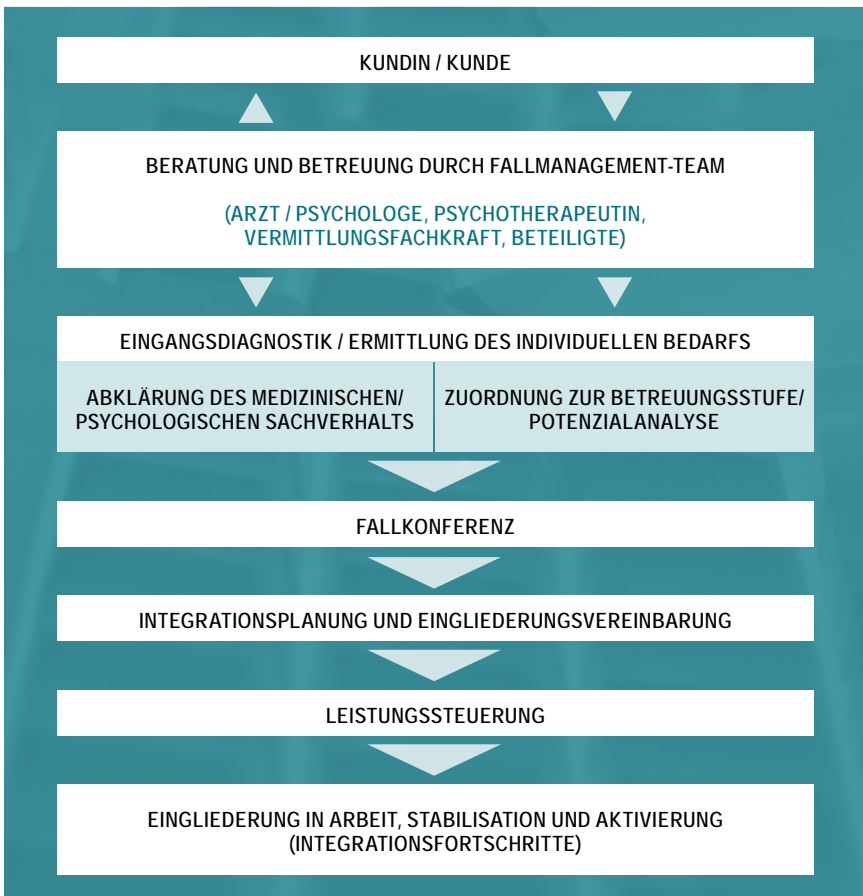 KUNDIN / KUNDE
BERATUNG UND BETREUUNG DURCH FALLMANAGEMENT-TEAM
(ARZT / PSYCHOLOGE, PSYCHOTHERAPEUTIN,
VERMITTLUNGSFACHKRAFT, BETEILIGTE)
EINGANGSDIAGNOSTIK / ERMITTLUNG DES INDIVIDUELLEN BEDARFS
ABKLÄRUNG DES MEDIZINISCHEN/
PSYCHOLOGISCHEN SACHVERHALTS
ZUORDNUNG ZUR BETREUUNGSSTUFE/
POTENZIALANALYSE
FALLKONFERENZ
INTEGRATIONSPLANUNG UND EINGLIEDERUNGSVEREINBARUNG
LEISTUNGSSTEUERUNG
EINGLIEDERUNG IN ARBEIT, STABILISATION UND AKTIVIERUNG
(INTEGRATIONSFORTSCHRITTE)